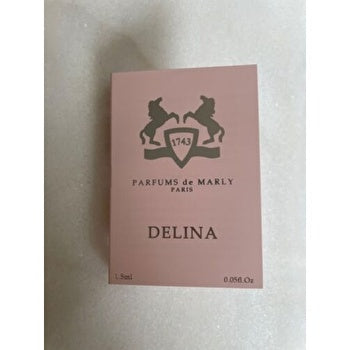 1743
PARFUMS de MARLY
PARIS
DELINA
1.5ml 0.05fl.Oz